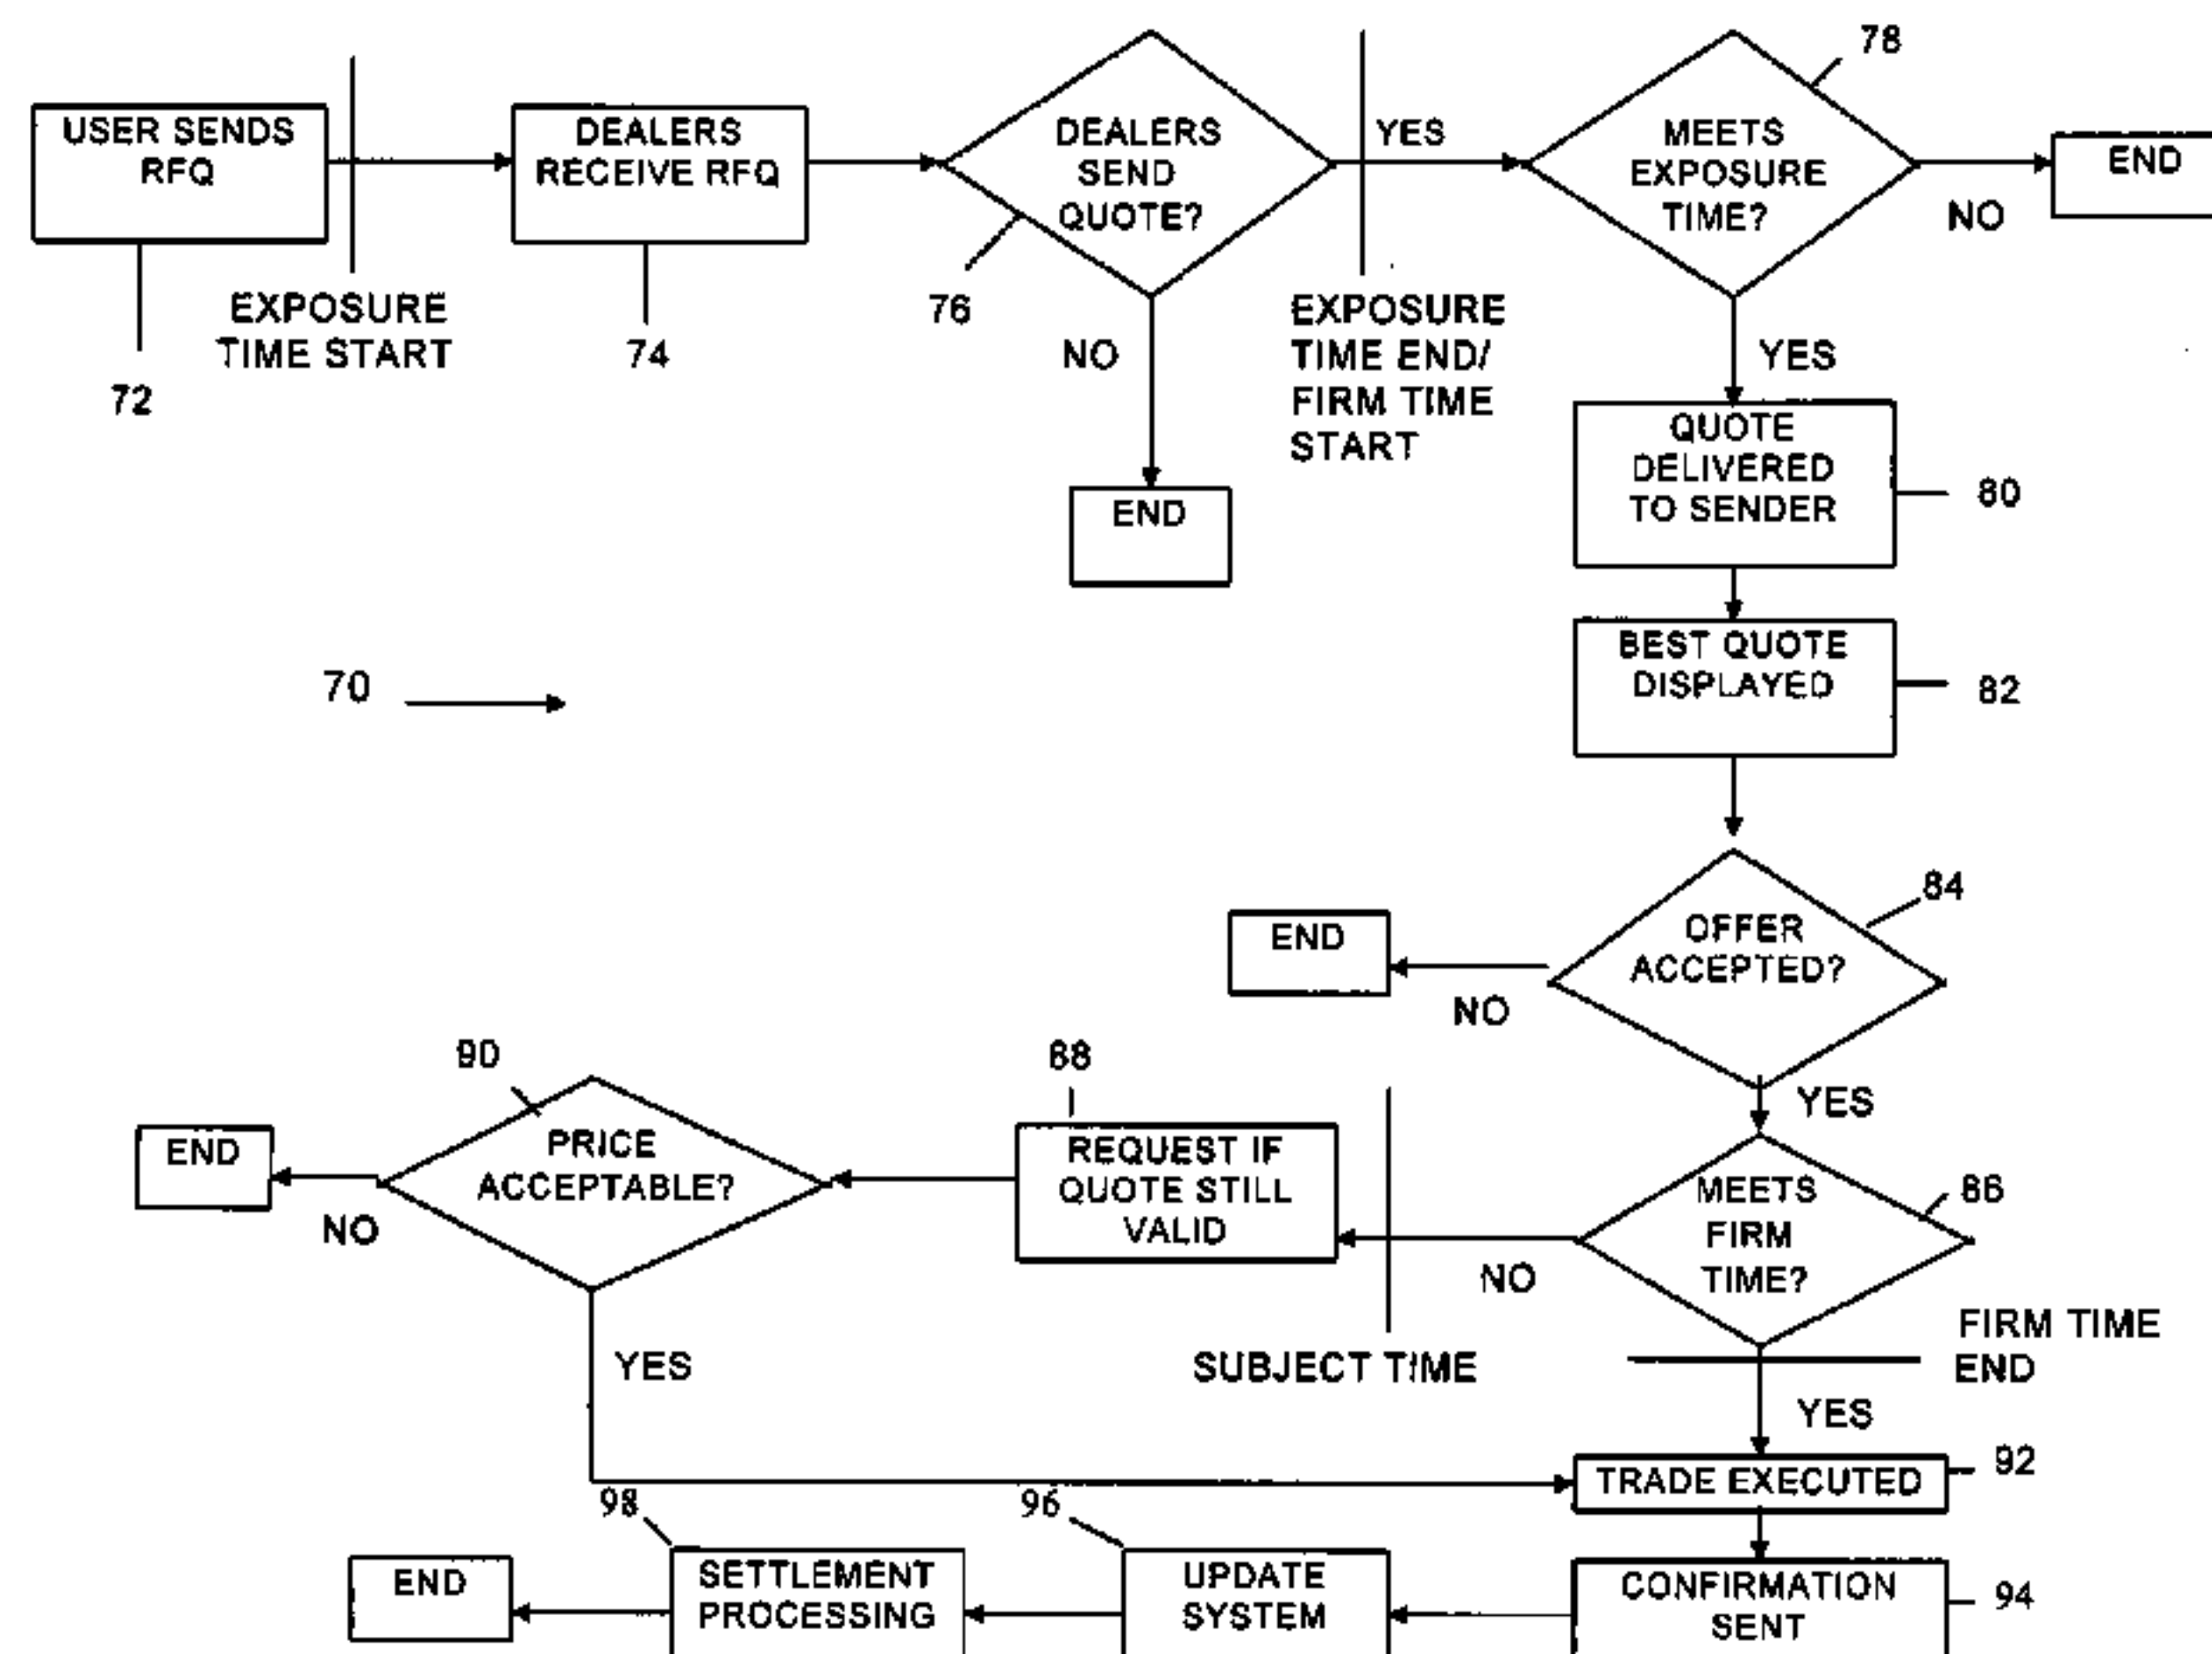 78
USER SENDS
RFQ
DEALERS
RECEIVE RFQ
DEALERS
SEND
QUOTE?
YES
MEETS
EXPOSURE
TIME?
END
NO
EXPOSURE
TIME START
72
74
76
NO
EXPOSURE
TIME END/
FIRM TIME
START
YES
END
QUOTE
DELIVERED
TO SENDER
80
BEST QUOTE
DISPLAYED
82
70
84
OFFER
ACCEPTED?
END
NO
YES
90
88
END
NO
PRICE
ACCEPTABLE?
REQUEST IF
QUOTE STILL
VALID
MEETS
FIRM
TIME?
86
NO
YES
SUBJECT TIME
FIRM TIME
END
YES
TRADE EXECUTED
92
98
96
END
SETTLEMENT
PROCESSING
UPDATE
SYSTEM
CONFIRMATION
SENT
94